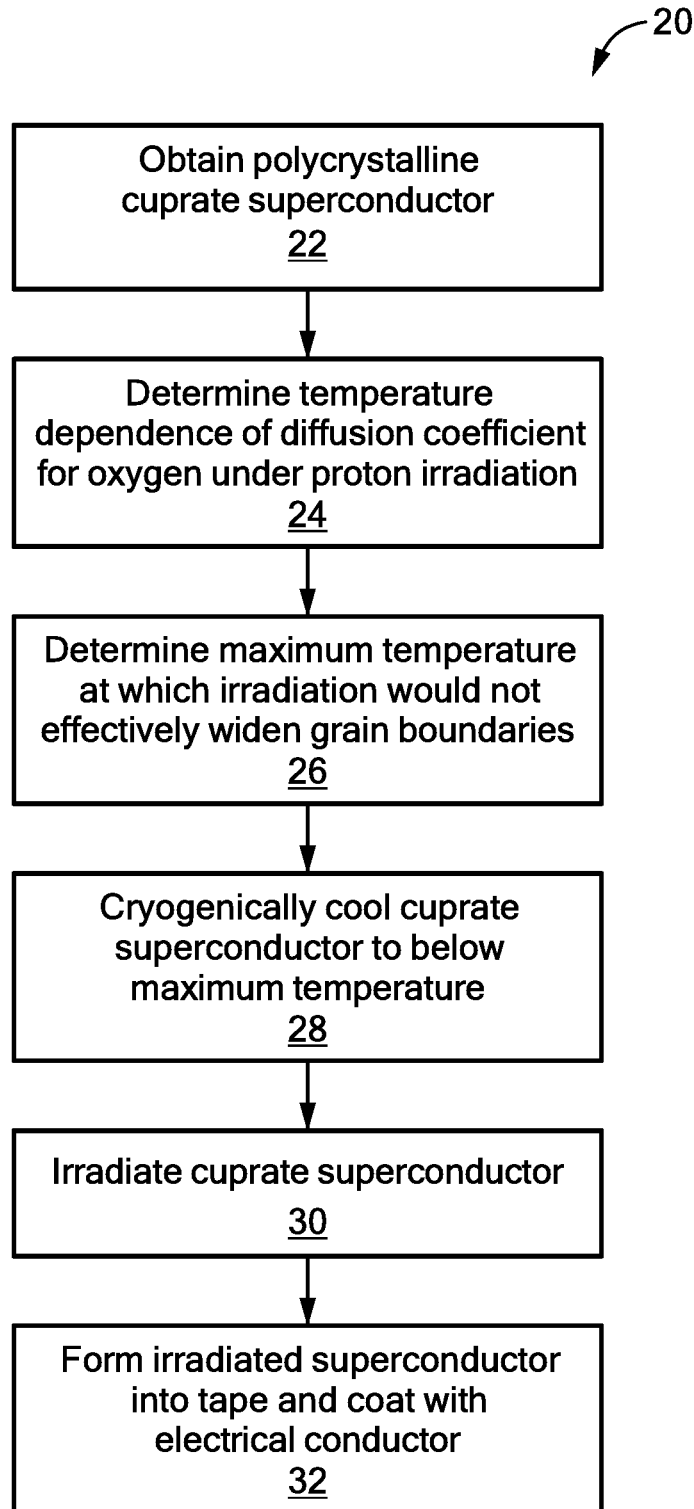 20
Obtain polycrystalline
cuprate superconductor
22
Determine temperature
dependence of diffusion coefficient
for oxygen under proton irradiation
24
Determine maximum temperature
at which irradiation would not
effectively widen grain boundaries
26
Cryogenically cool cuprate
superconductor to below
maximum temperature
28
Irradiate cuprate superconductor
30
Form irradiated superconductor
into tape and coat with
electrical conductor
32